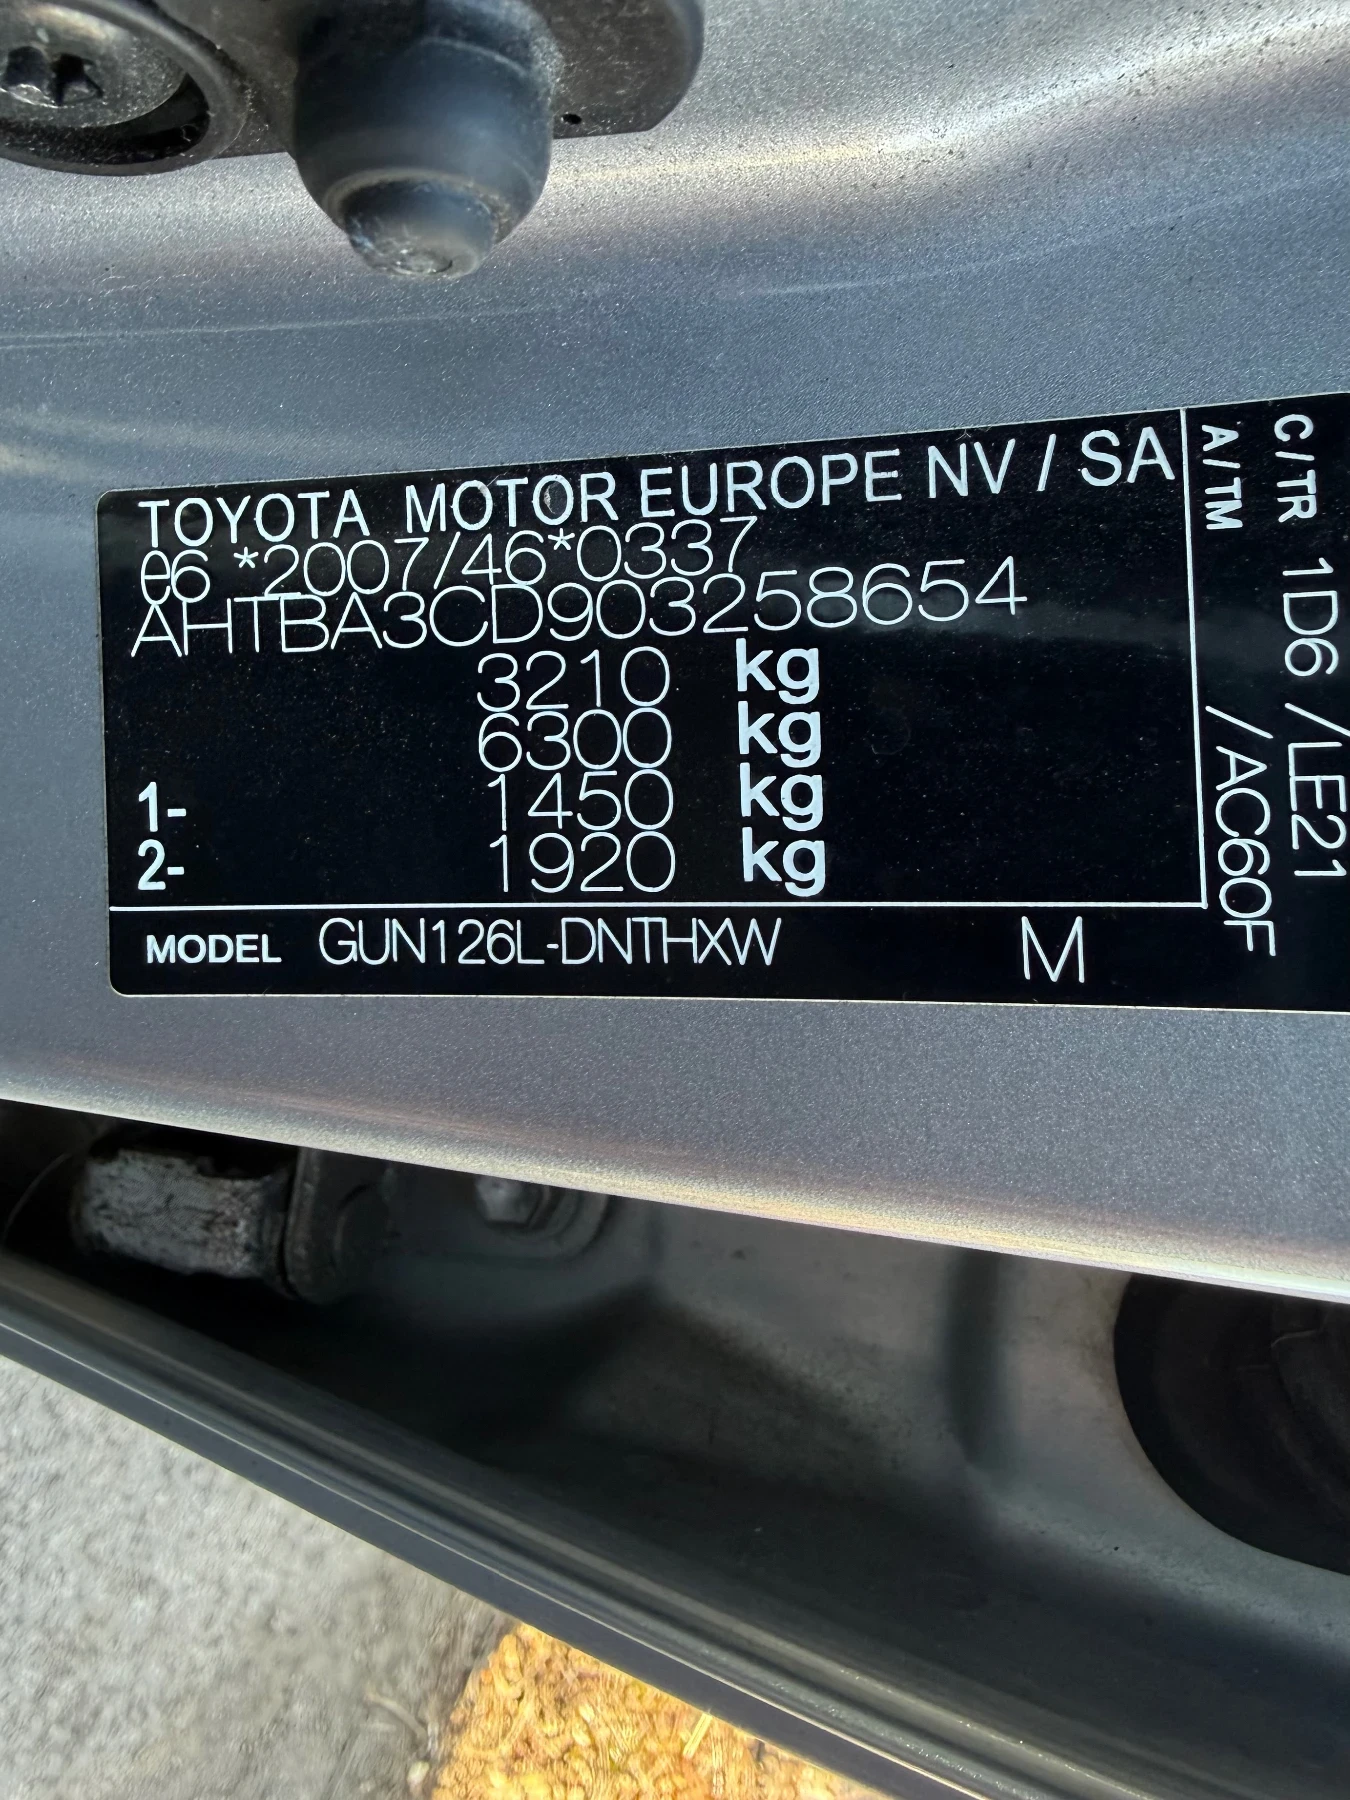 TOYOTA MOTOR EUROPE NV / SA
e6 *2007/46*0337
AHTBA3CD903258654
3210 kg
6300 kg
1- 1450 kg
2- 1920 kg
MODEL GUN126L-DNTHXW M
C/TR 1D6 /LE21
A/TM /AC60F